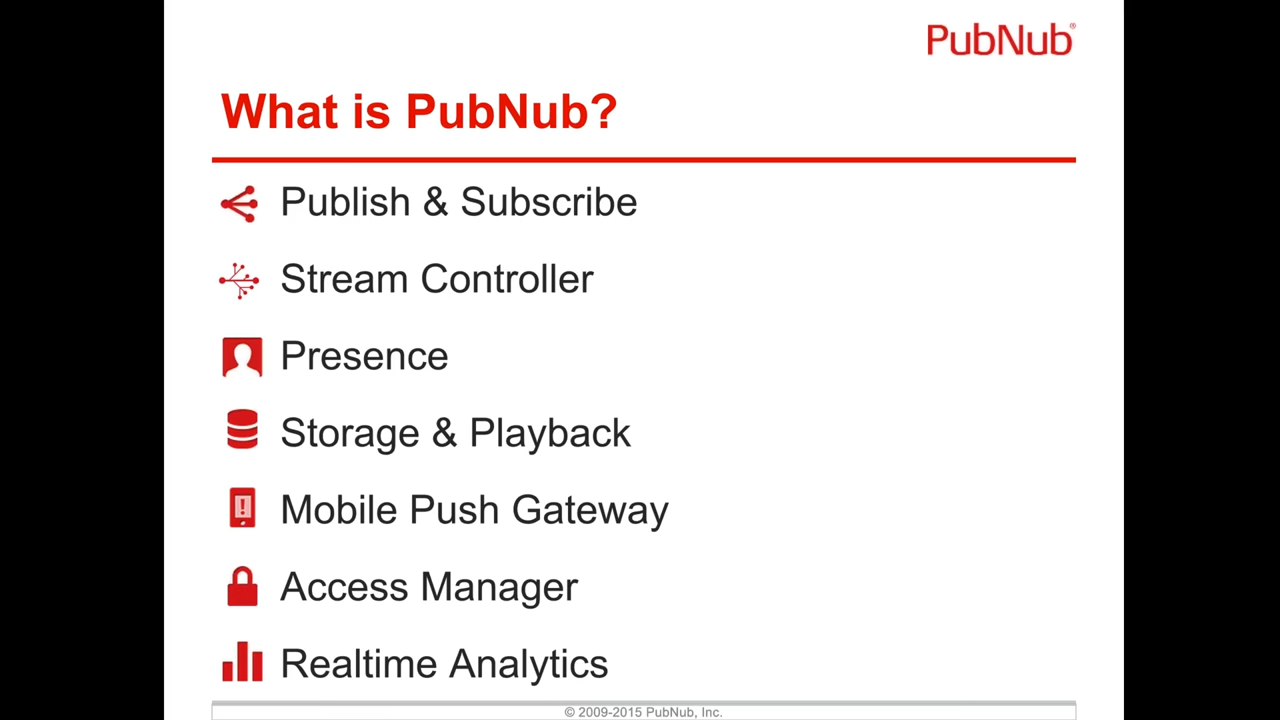 PubNub®
What is PubNub?
Publish & Subscribe
Stream Controller
Presence
Storage & Playback
Mobile Push Gateway
Access Manager
Realtime Analytics
© 2009-2015 PubNub, Inc.